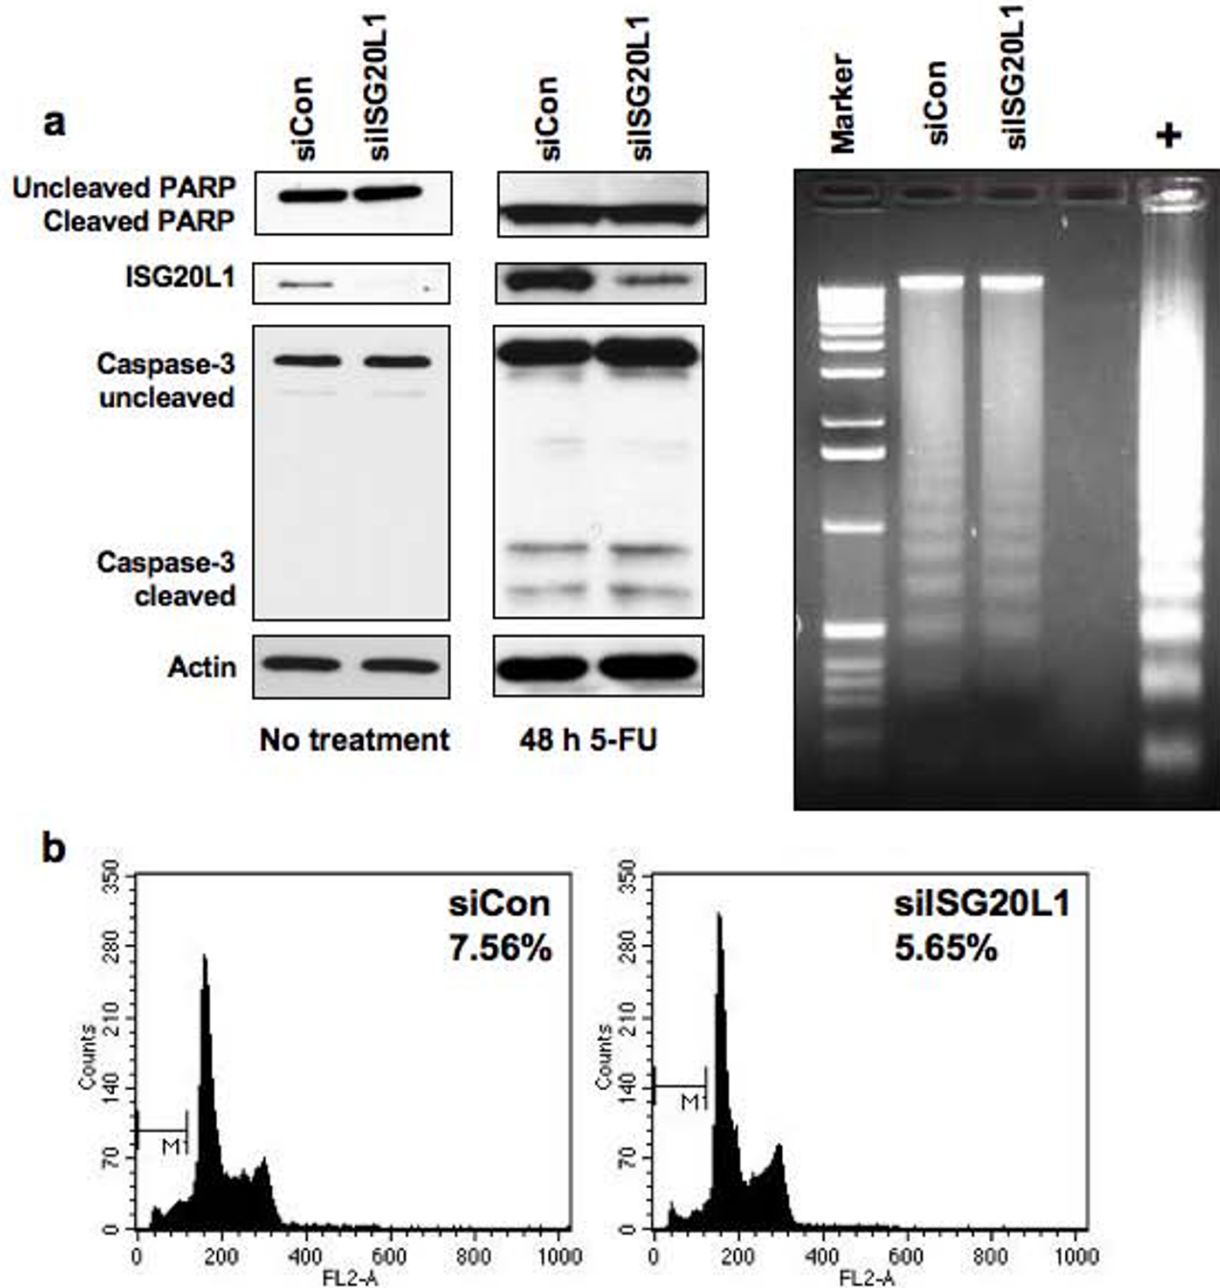 a
siCon
siISG20L1
siCon
siISG20L1
Marker
siCon
siISG20L1
+
Uncleaved PARP
Cleaved PARP
ISG20L1
Caspase-3
uncleaved
Caspase-3
cleaved
Actin
No treatment
48 h 5-FU
b
siCon
7.56%
Counts
350
280
210
140
70
0
M1
0 200 400 600 800 1000
FL2-A
siISG20L1
5.65%
Counts
350
280
210
140
70
0
M1
0 200 400 600 800 1000
FL2-A